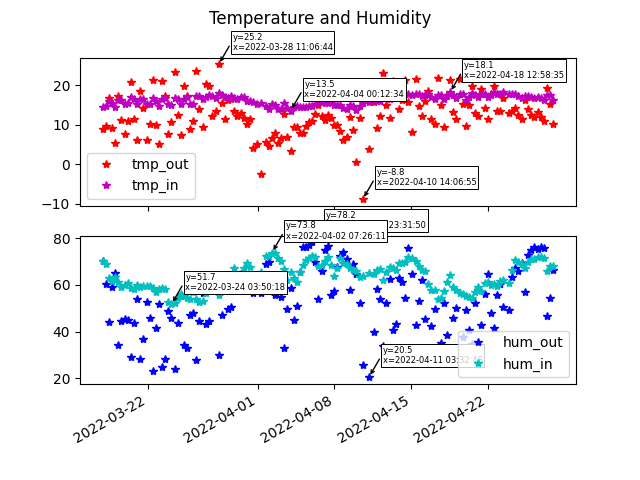 Temperature and Humidity
y=25.2
x=2022-03-28 11:06:44
y=18.1
x=2022-04-18 12:58:35
y=13.5
x=2022-04-04 00:12:34
y=-8.8
x=2022-04-10 14:06:55
20
10
0
−10
tmp_out
tmp_in
y=78.2
23:31:50
y=73.8
x=2022-04-02 07:26:11
y=51.7
x=2022-03-24 03:50:18
y=20.5
x=2022-04-11 03:32
80
60
40
20
hum_out
hum_in
2022-03-22
2022-04-01
2022-04-08
2022-04-15
2022-04-22